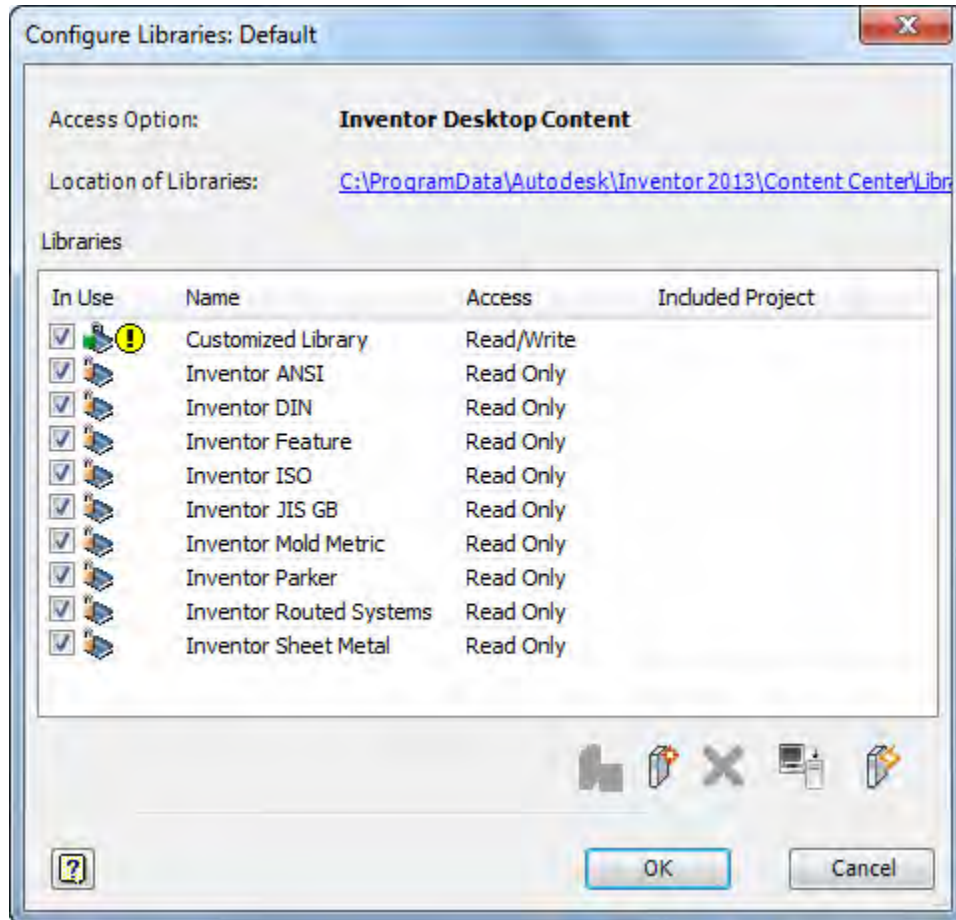 Configure Libraries: Default
Access Option: Inventor Desktop Content
Location of Libraries: C:\ProgramData\Autodesk\Inventor 2013\Content Center\Libr
Libraries
In Use Name Access Included Project
Customized Library Read/Write
Inventor ANSI Read Only
Inventor DIN Read Only
Inventor Feature Read Only
Inventor ISO Read Only
Inventor JIS GB Read Only
Inventor Mold Metric Read Only
Inventor Parker Read Only
Inventor Routed Systems Read Only
Inventor Sheet Metal Read Only
OK Cancel